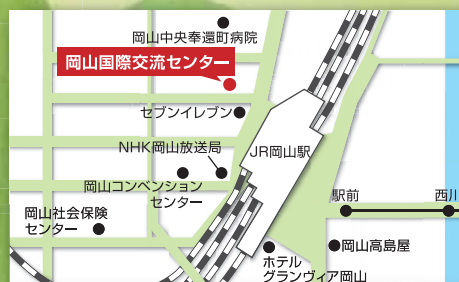 岡山中央奉還町病院
岡山国際交流センター
セブンイレブン
NHK岡山放送局
JR岡山駅
岡山コンベンション
センター
駅前
西川
岡山社会保険
センター
岡山高島屋
ホテル
グランヴィア岡山